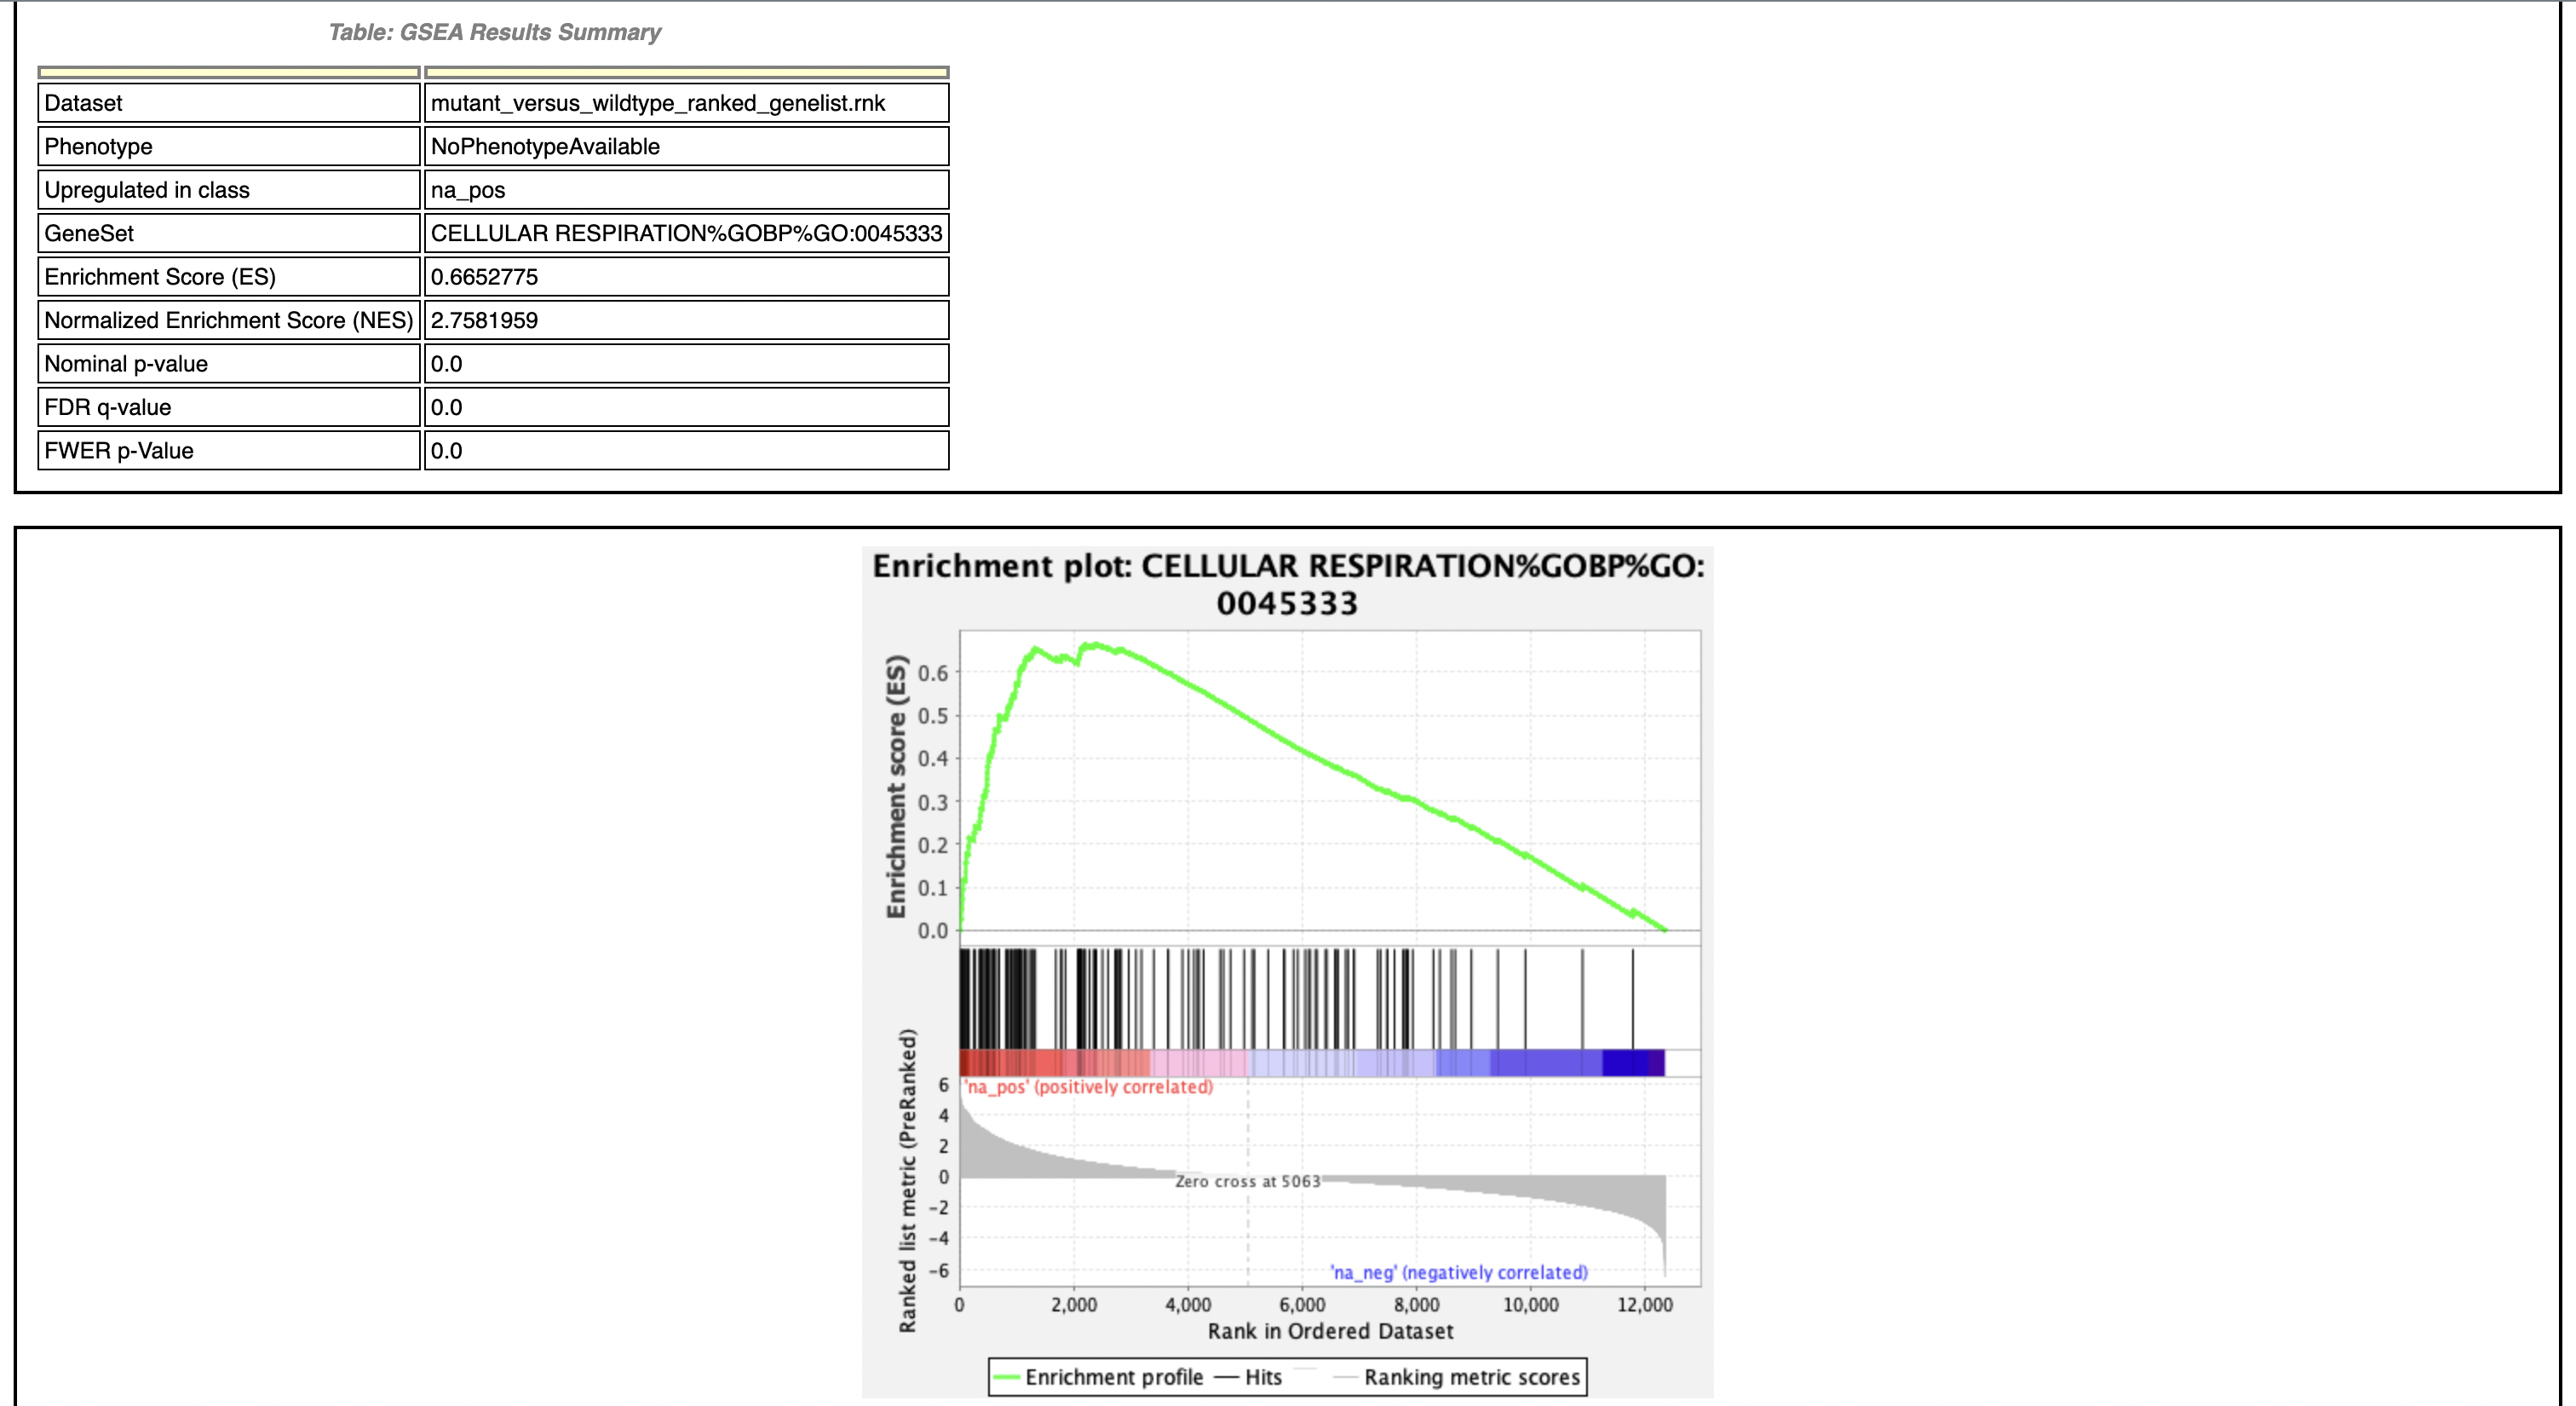 Table: GSEA Results Summary
Dataset mutant_versus_wildtype_ranked_genelist.rnk
Phenotype NoPhenotypeAvailable
Upregulated in class na_pos
GeneSet CELLULAR RESPIRATION%GOBP%GO:0045333
Enrichment Score (ES) 0.6652775
Normalized Enrichment Score (NES) 2.7581959
Nominal p-value 0.0
FDR q-value 0.0
FWER p-Value 0.0
Enrichment plot: CELLULAR RESPIRATION%GOBP%GO:
0045333
Enrichment score (ES)
0.6
0.5
0.4
0.3
0.2
0.1
0.0
Ranked list metric (PreRanked)
'na_pos' (positively correlated)
6
4
2
0
-2
-4
-6
Zero cross at 5063
'na_neg' (negatively correlated)
0 2,000 4,000 6,000 8,000 10,000 12,000
Rank in Ordered Dataset
Enrichment profile Hits Ranking metric scores